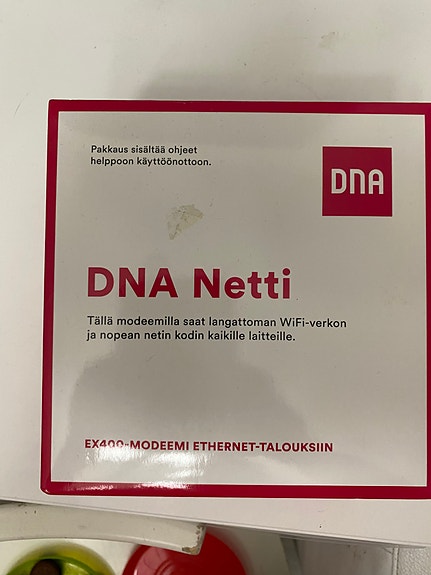 Pakkaus sisältää ohjeet
helppoon käyttöönottoon.
DNA
DNA Netti
Tällä modeemilla saat langattoman WiFi-verkon
ja nopean netin kodin kaikille laitteille.
EX400-MODEEMI ETHERNET-TALOUKSIIN